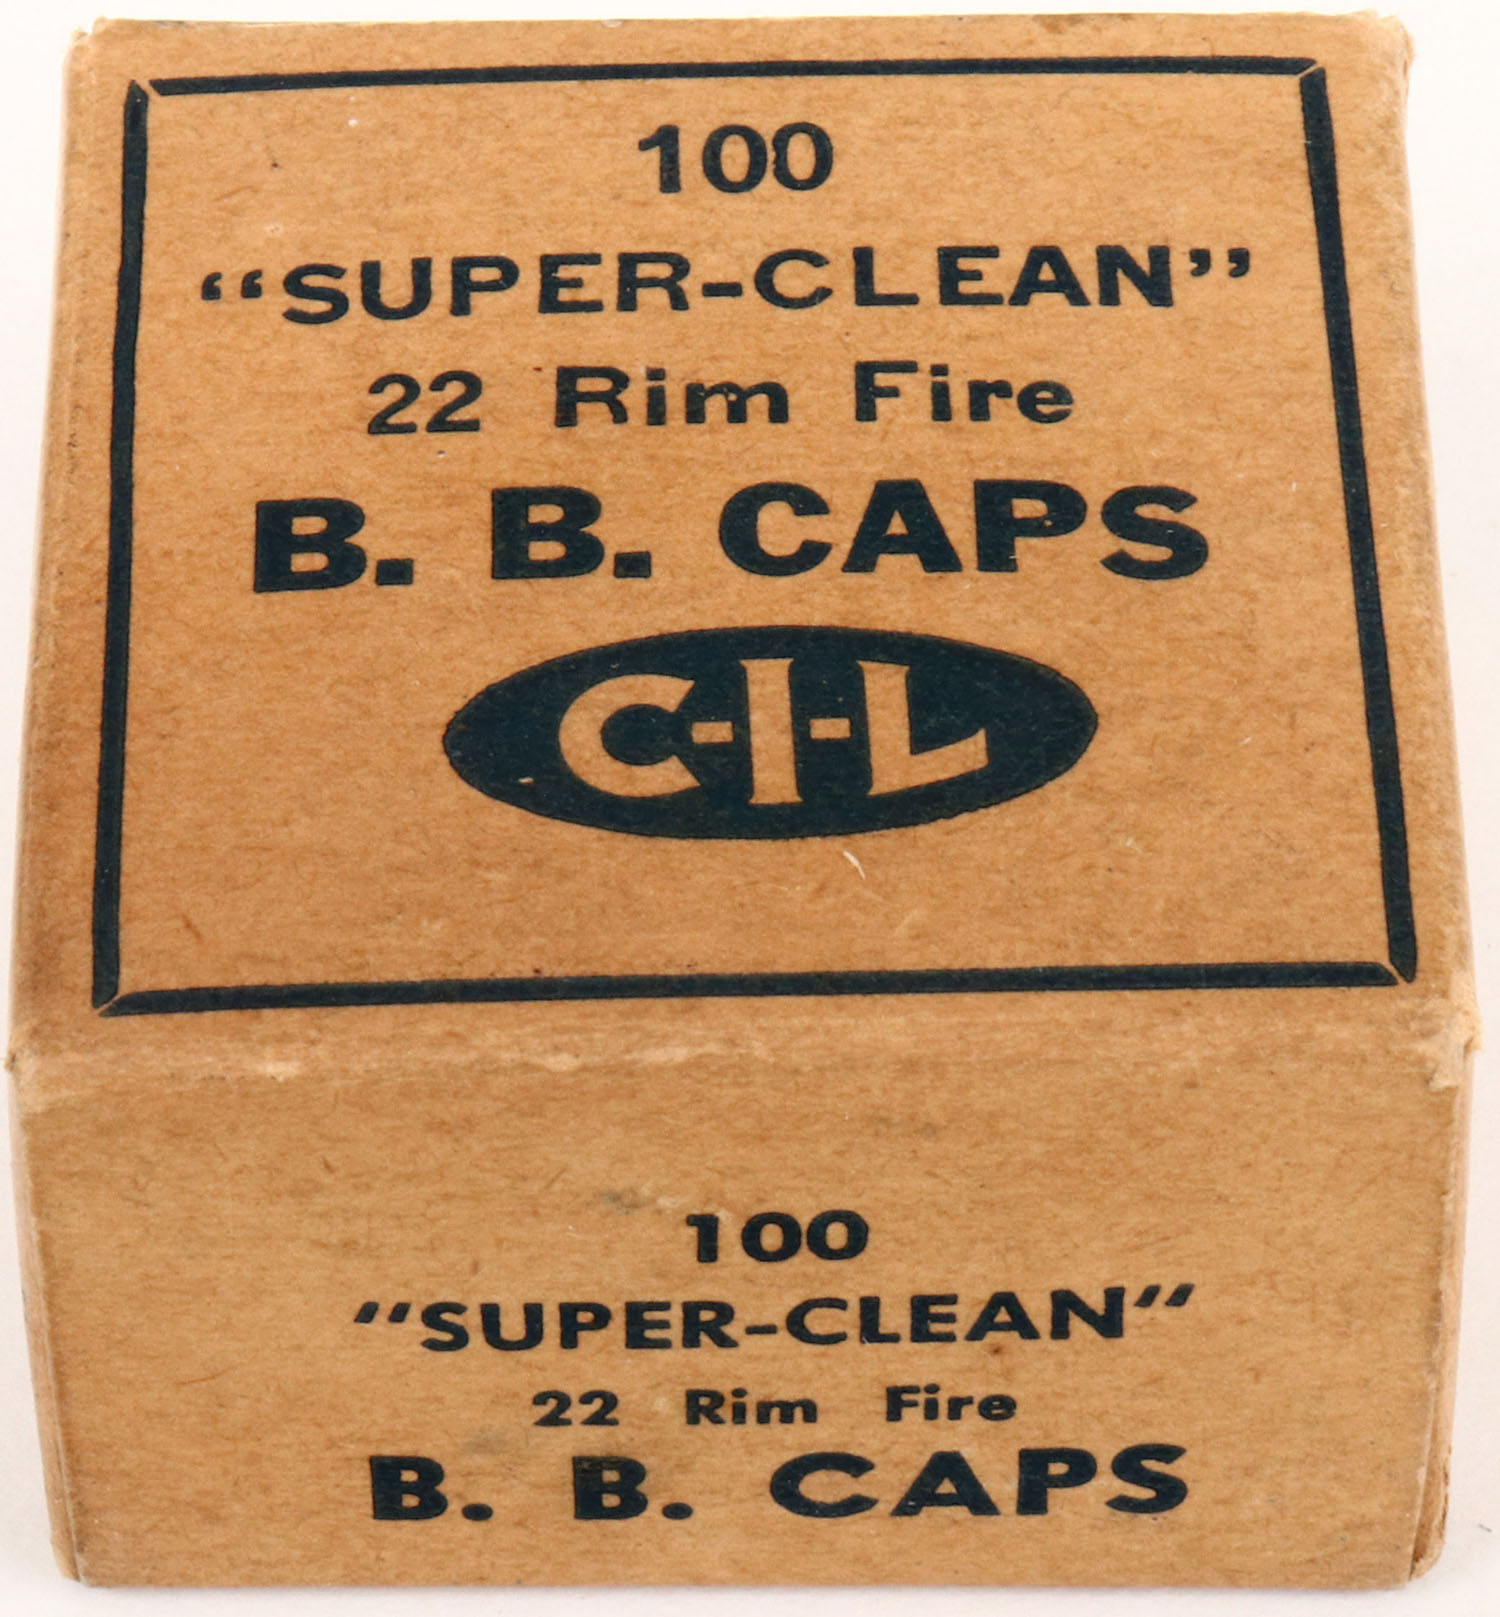 100
“SUPER-CLEAN”
22 Rim Fire
B. B. CAPS
C-I-L
100
“SUPER-CLEAN”
22 Rim Fire
B. B. CAPS